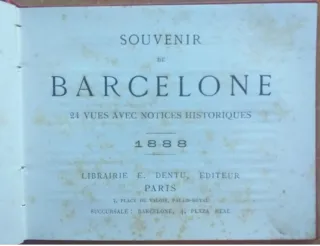 SOUVENIR
DE
BARCELONE
24 VUES AVEC NOTICES HISTORIQUES
1888
LIBRAIRIE E. DENTU, ÉDITEUR
PARIS
3, PLACE DE VALOIS, PALAIS-ROYAL
SUCCURSALE: BARCELONE, 4, PLAZA REAL